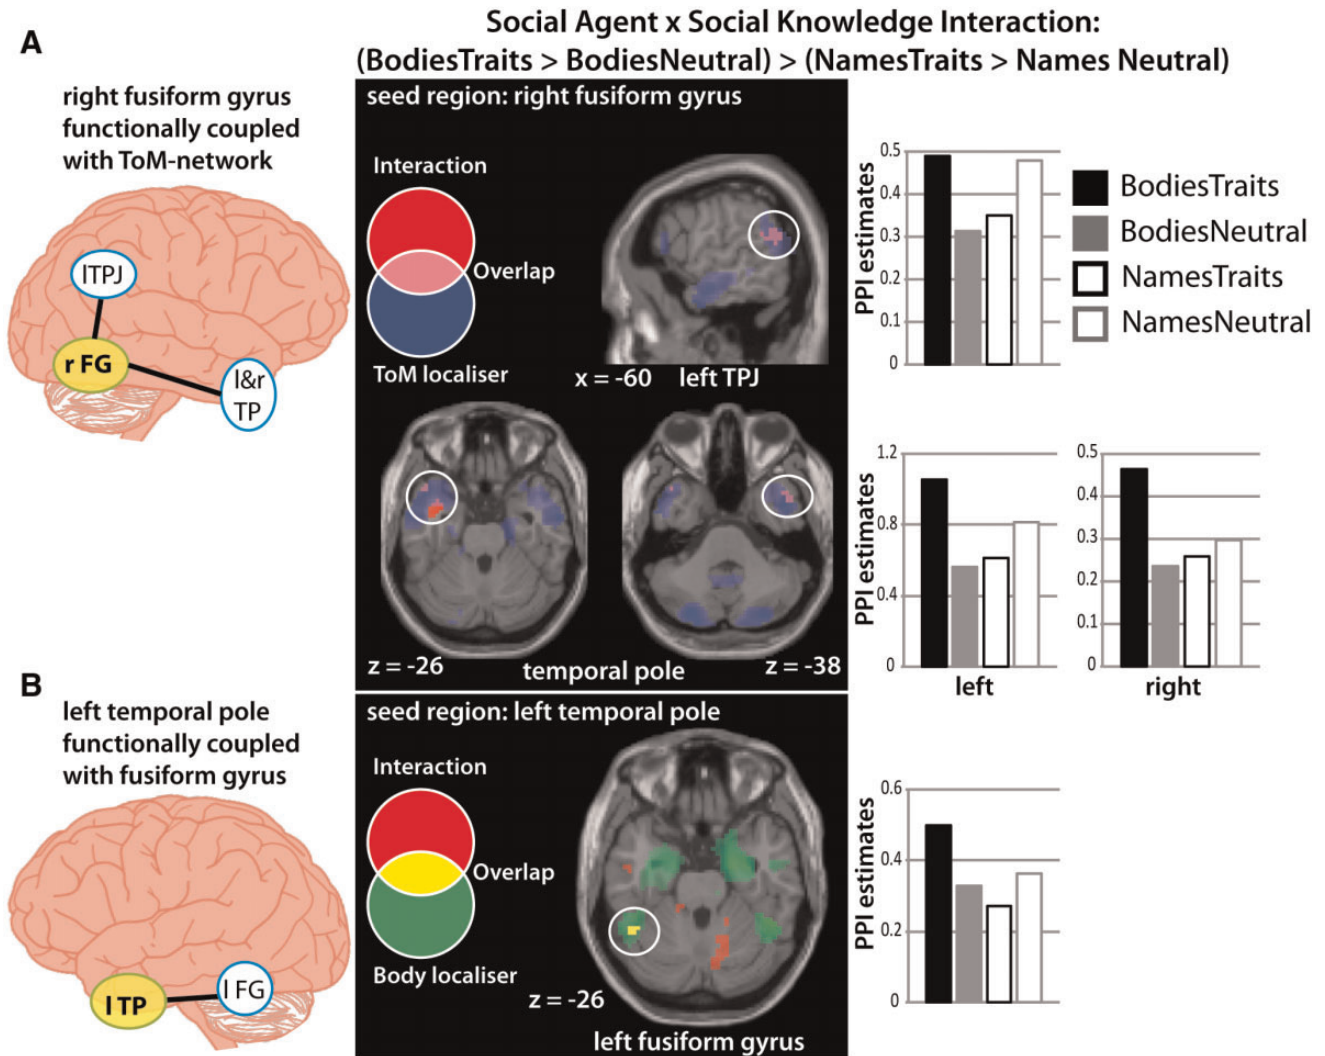 Social Agent x Social Knowledge Interaction:
(BodiesTraits > BodiesNeutral) > (NamesTraits > Names Neutral)
A
right fusiform gyrus
functionally coupled
with ToM-network
lTPJ
r FG
l&r
TP
seed region: right fusiform gyrus
Interaction
Overlap
ToM localiser
x = -60
left TPJ
z = -26
temporal pole
z = -38
PPI estimates
0.5
0.4
0.3
0.2
0.1
0
BodiesTraits
BodiesNeutral
NamesTraits
NamesNeutral
PPI estimates
1.2
0.8
0.4
0
left
0.5
0.4
0.3
0.2
0.1
0
right
B
left temporal pole
functionally coupled
with fusiform gyrus
l TP
l FG
seed region: left temporal pole
Interaction
Overlap
Body localiser
z = -26
left fusiform gyrus
PPI estimates
0.6
0.4
0.2
0